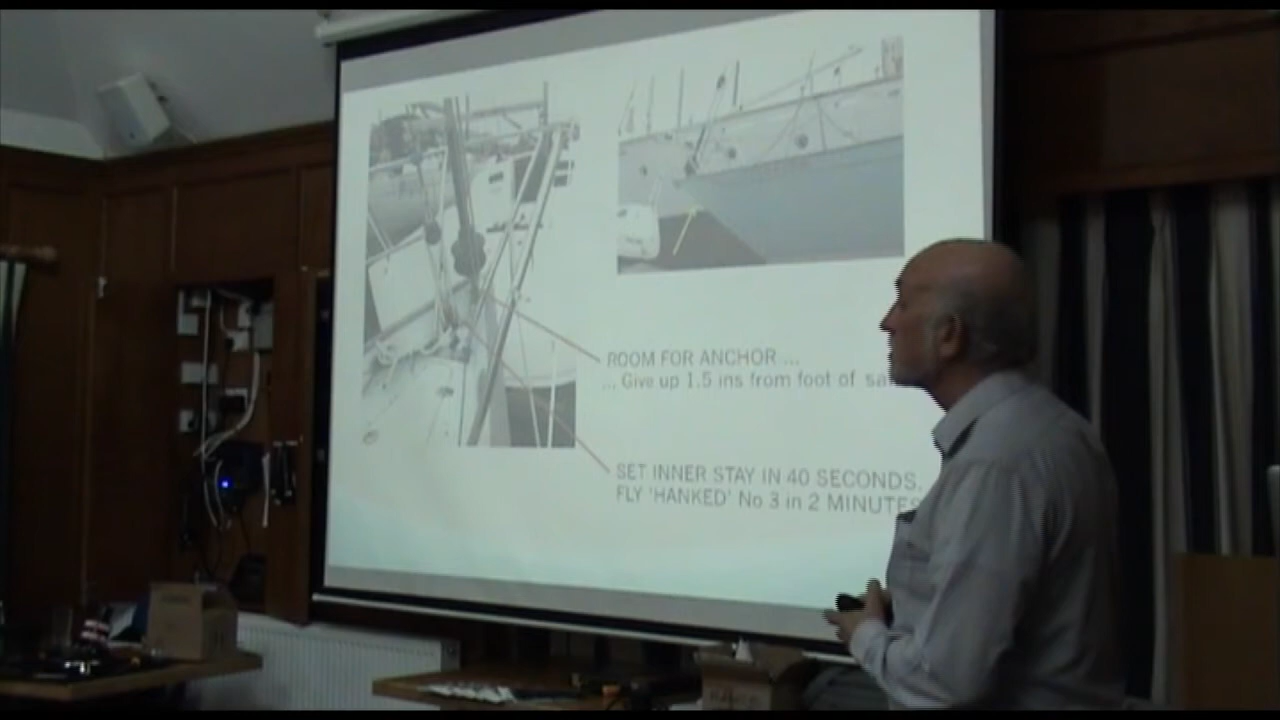 ROOM FOR ANCHOR ...
... Give up 1.5 ins from foot of
SET INNER STAY IN 40 SECONDS.
FLY 'HANKED' No 3 in 2 MINUTES